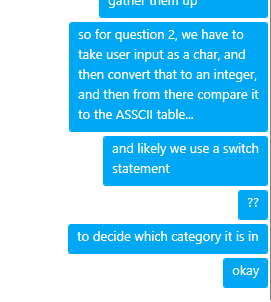 gather them up
so for question 2, we have to
take user input as a char, and
then convert that to an integer,
and then from there compare it
to the ASSCII table...
and likely we use a switch
statement
??
to decide which category it is in
okay